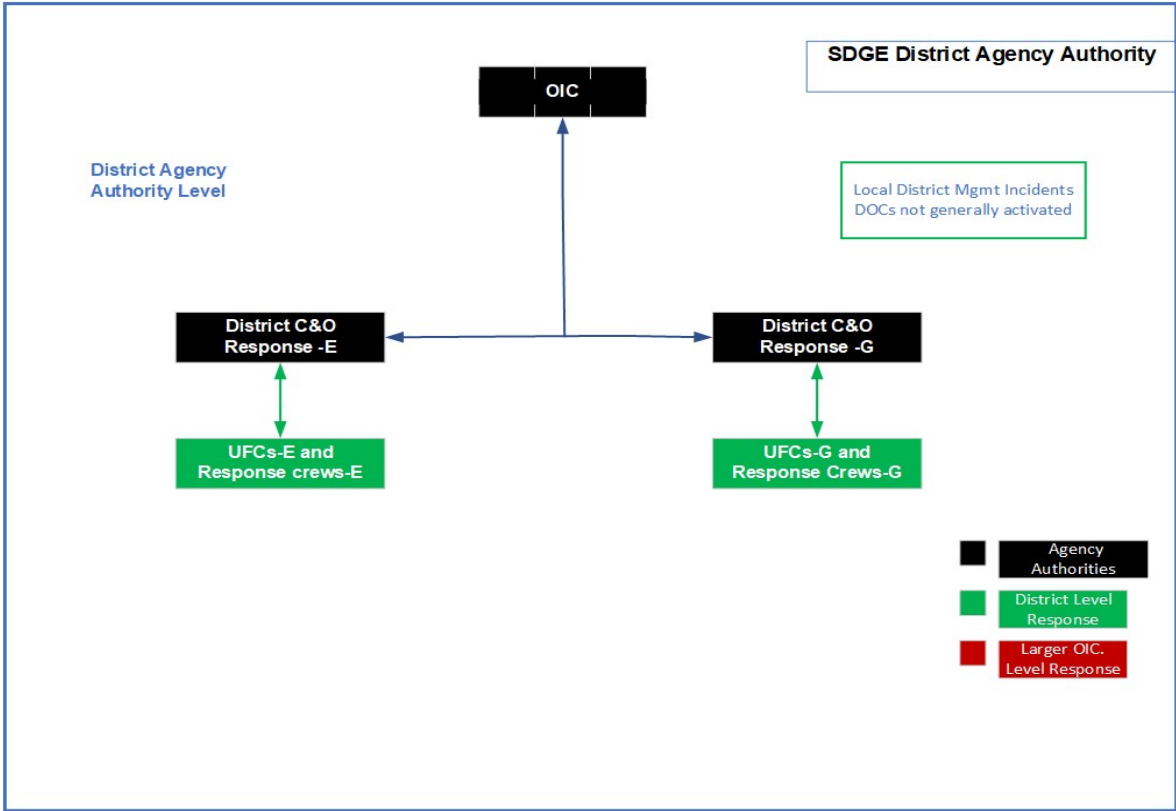 SDGE District Agency Authority
OIC
District Agency
Authority Level
Local District Mgmt Incidents
DOCs not generally activated
District C&O
Response -E
District C&O
Response -G
UFCs-E and
Response crews-E
UFCs-G and
Response Crews-G
Agency
Authorities
District Level
Response
Larger OIC.
Level Response